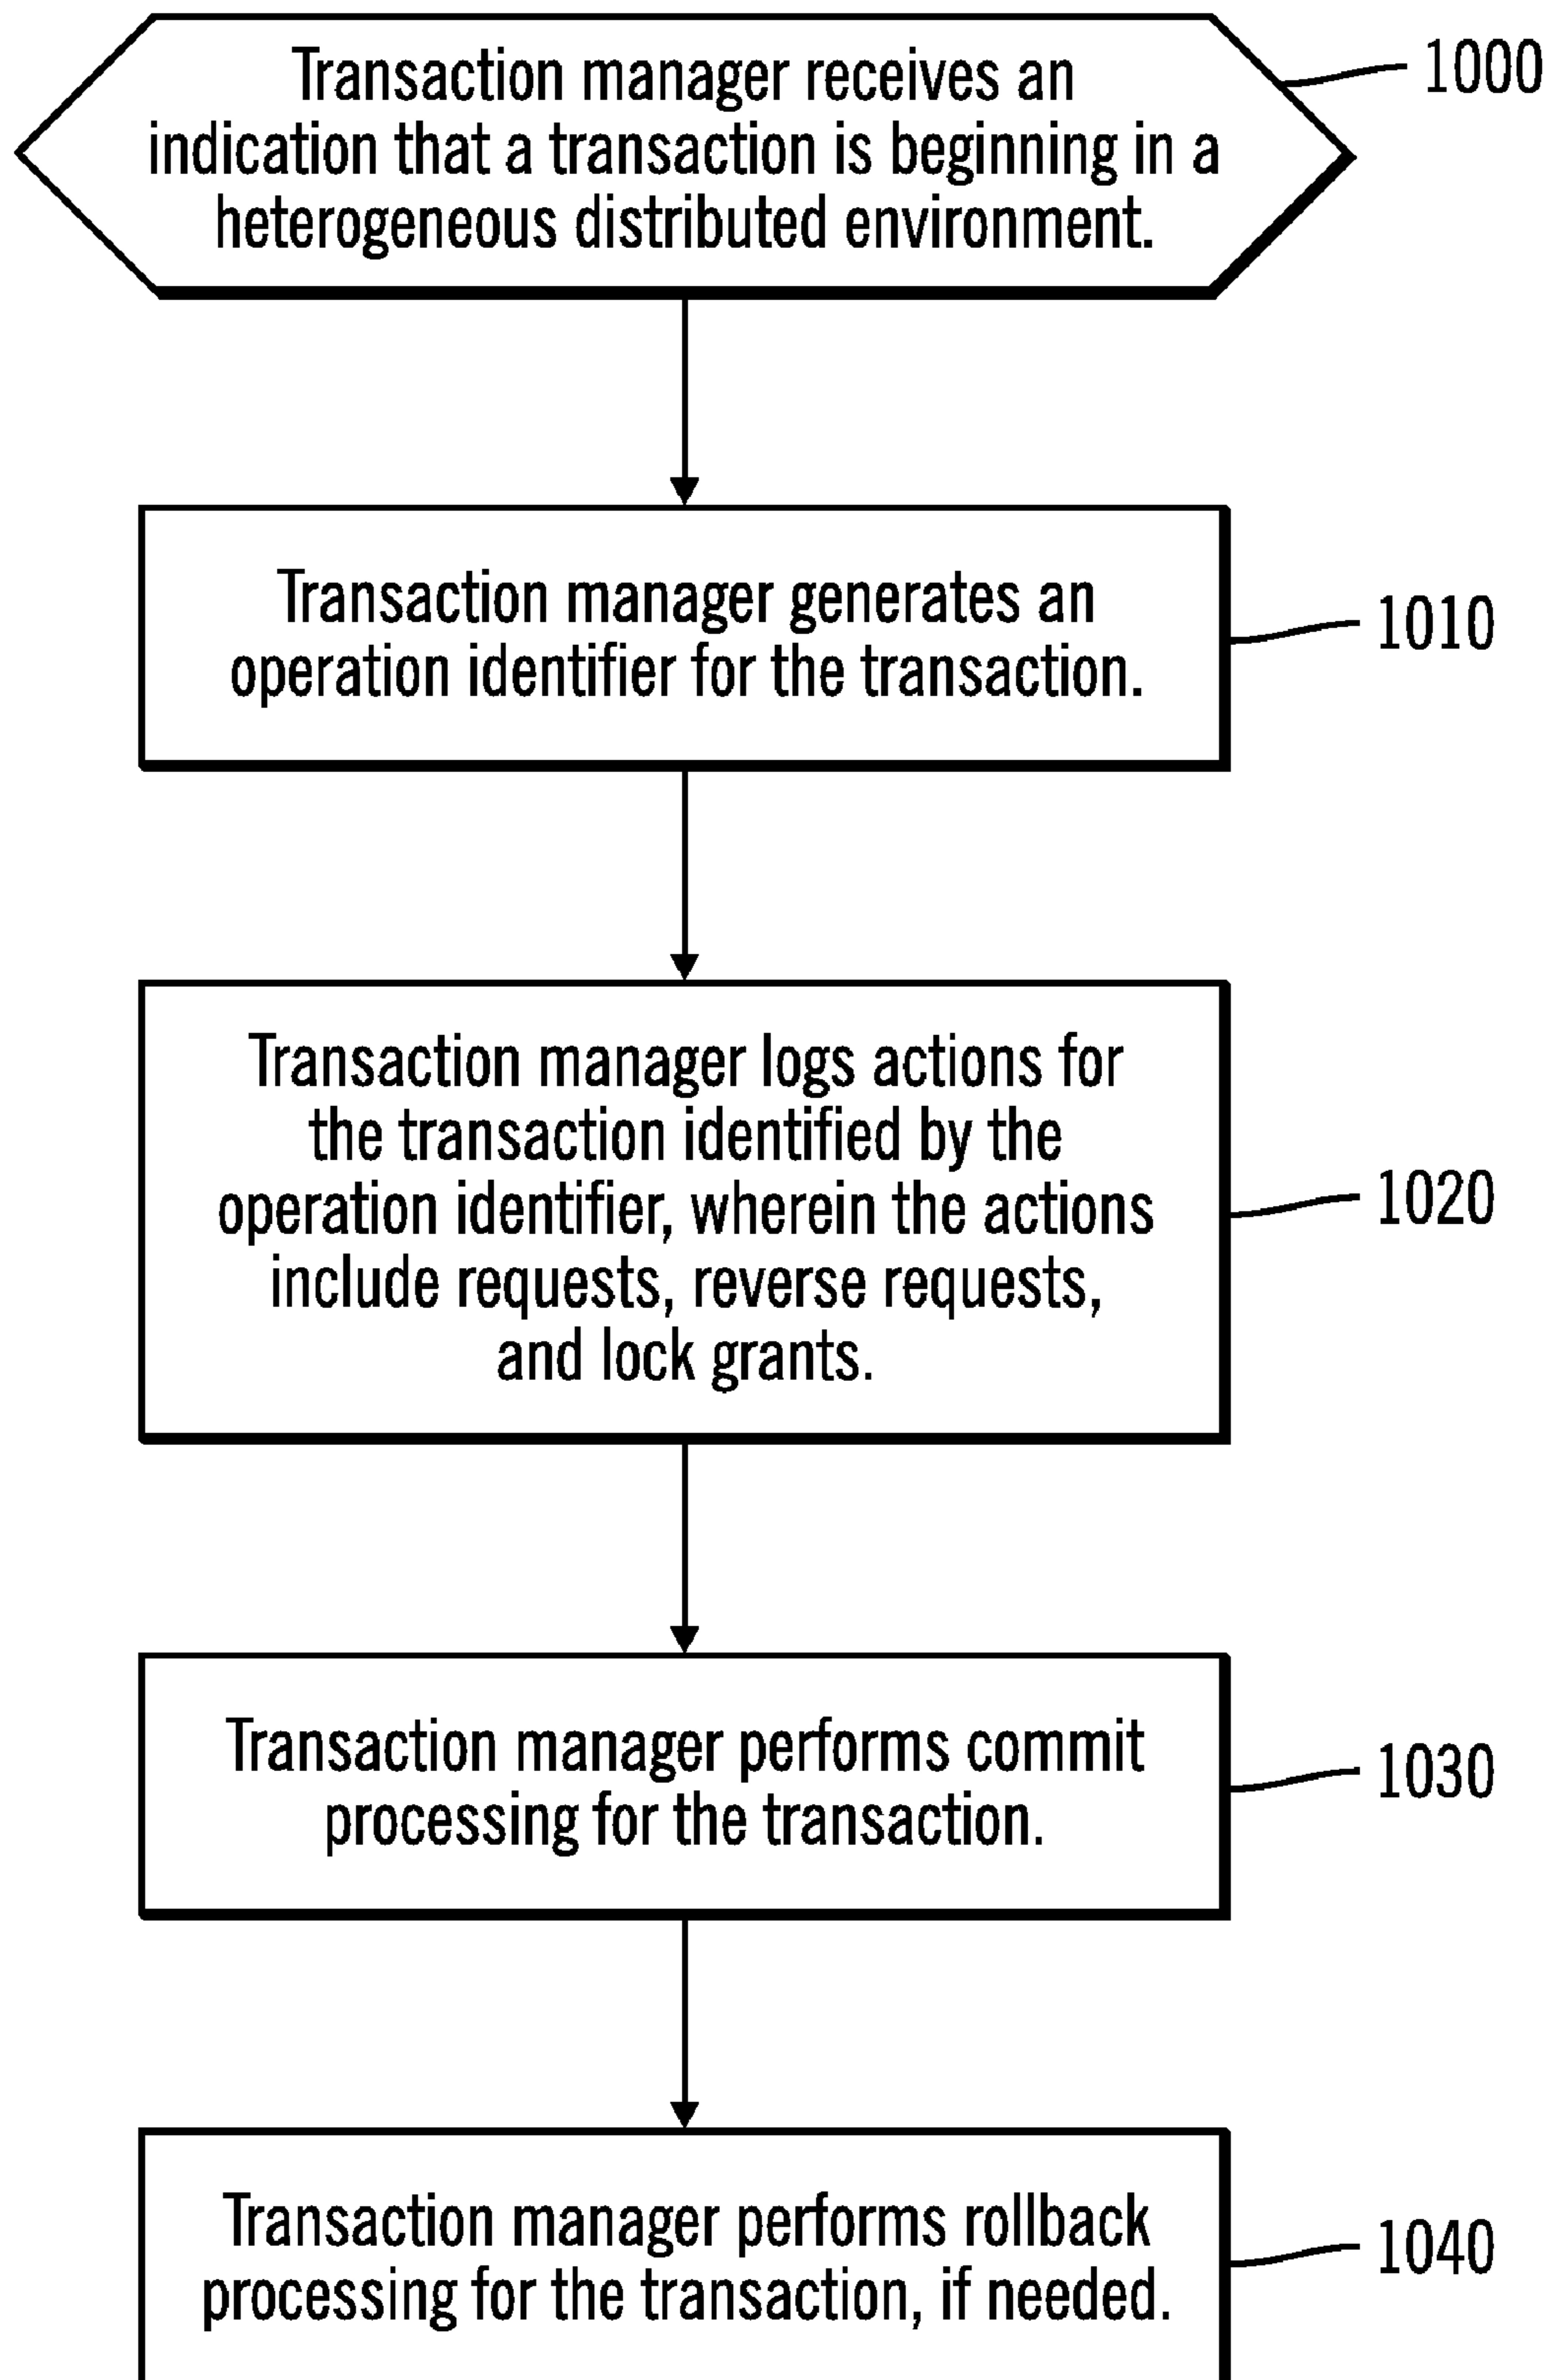 Transaction manager receives an
indication that a transaction is beginning in a
heterogeneous distributed environment.
1000
Transaction manager generates an
operation identifier for the transaction.
1010
Transaction manager logs actions for
the transaction identified by the
operation identifier, wherein the actions
include requests, reverse requests,
and lock grants.
1020
Transaction manager performs commit
processing for the transaction.
1030
Transaction manager performs rollback
processing for the transaction, if needed.
1040